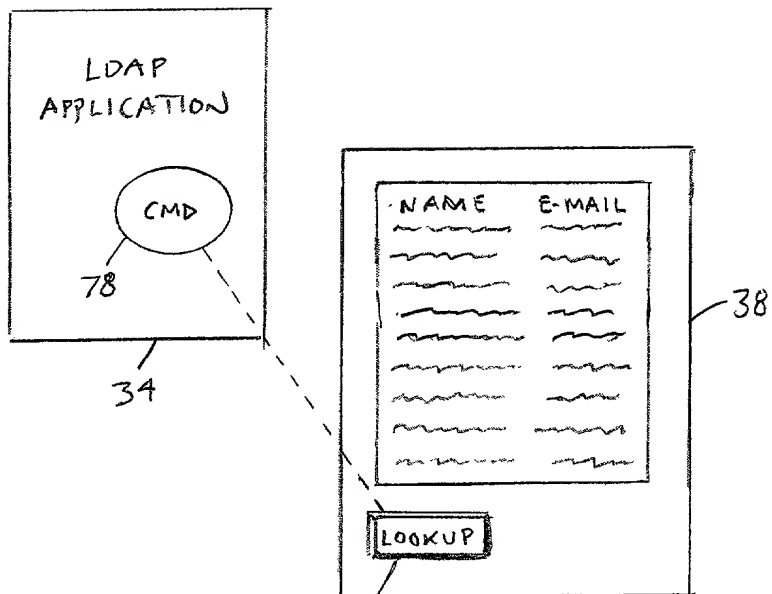 LDAP
APPLICATION
CMD
78
34
NAME E-MAIL
38
LOOKUP